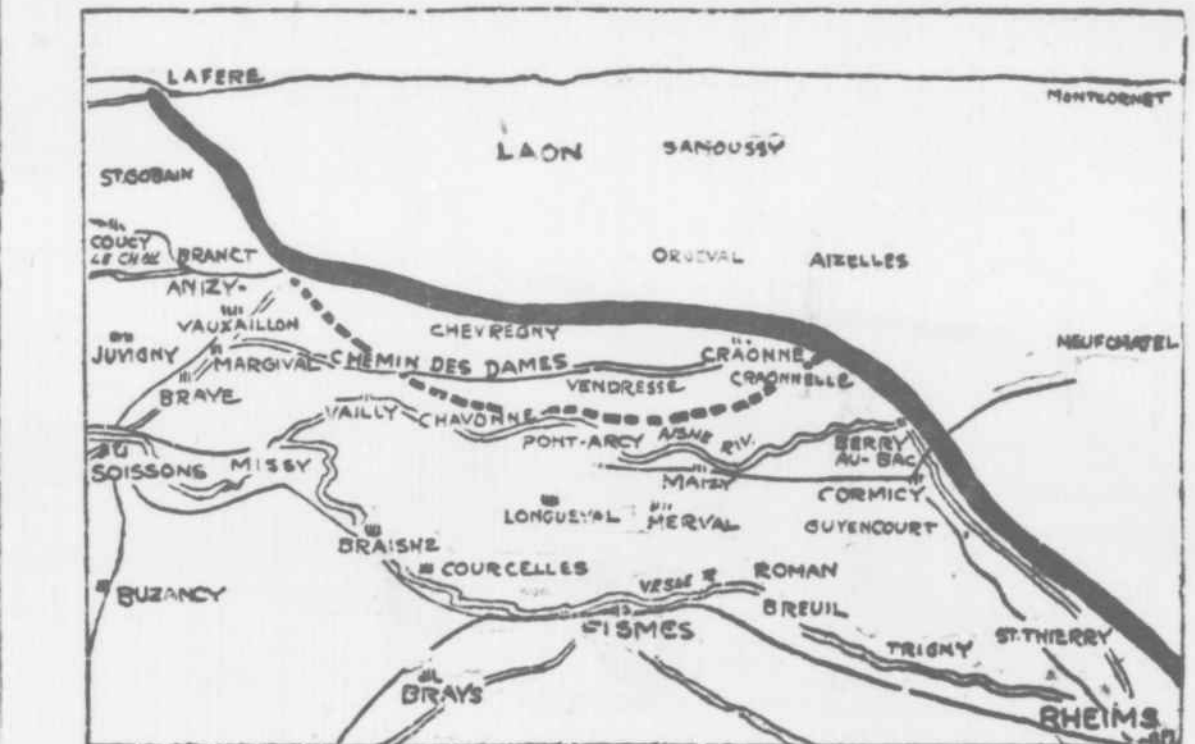 LAFERE
MONTCORNET
LAON
SAMOUSSY
ST.GOBAIN
COUCY
LE CHAU
BRANCT
ORGEVAL
AIZELLES
ANIZY-
VAUXAILLON
CHEVREGNY
NEUFCHATEL
JUVIGNY
MARGIVAL
CHEMIN DES DAMES
CRAONNE
VENDRESSE
CRAONNELLE
BRAYE
VAILLY
CHAVONNE
PONT-ARCY
AISNE RIV.
BERRY
AU-BAC
SOISSONS
MISSY
MAIZY
CORMICY
LONGUEVAL
MERVAL
GUYENCOURT
BRAISNE
COURCELLES
VESLE R
ROMAN
BUZANCY
BREUIL
FISMES
TRIGNY
ST.THIERRY
BRAYS
RHEIMS